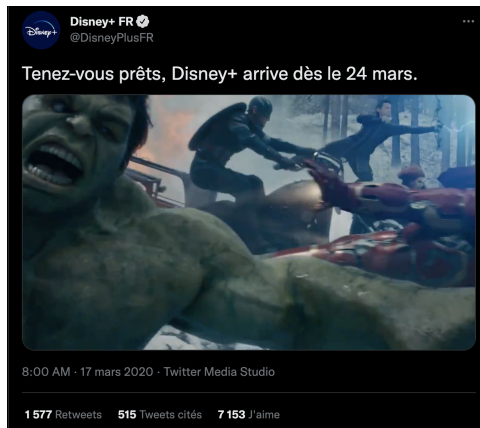 Disney+
Disney+ FR
@DisneyPlusFR
Tenez-vous prêts, Disney+ arrive dès le 24 mars.
8:00 AM · 17 mars 2020 · Twitter Media Studio
1 577 Retweets 515 Tweets cités 7 153 J'aime